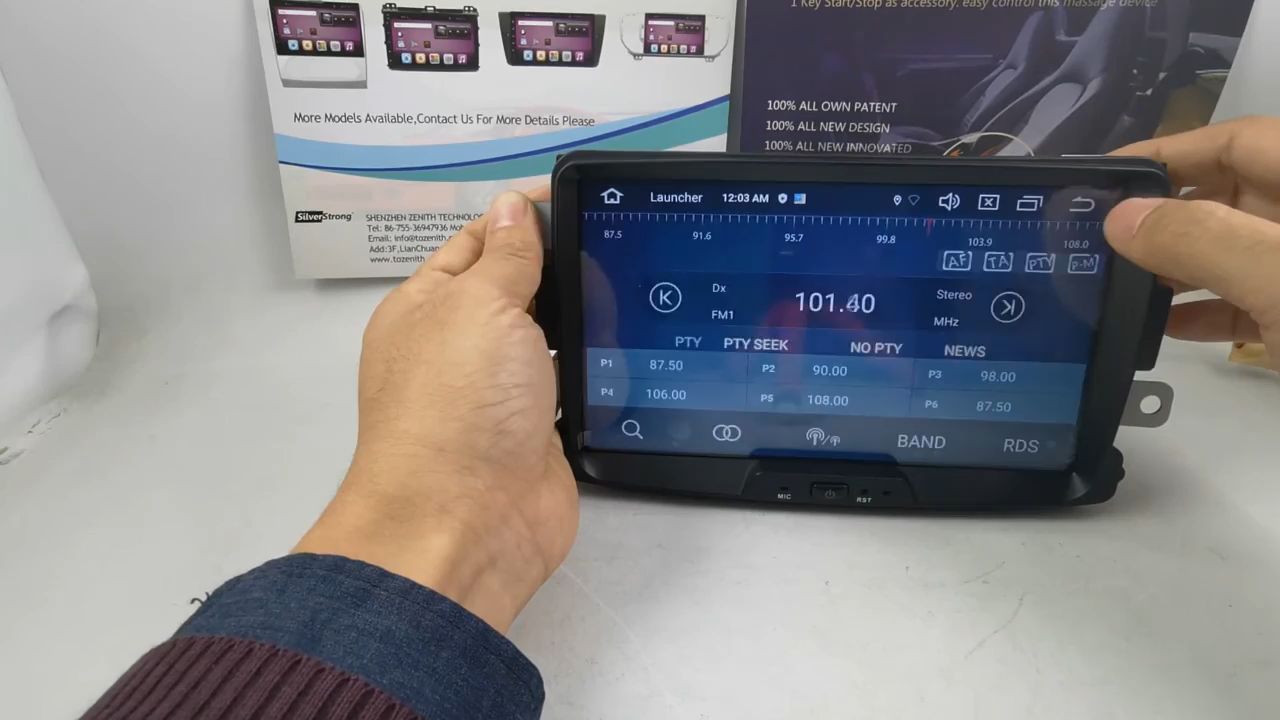 1 Key Start/Stop as accessory. easy control this massage device
More Models Available,Contact Us For More Details Please
100% ALL OWN PATENT
100% ALL NEW DESIGN
100% ALL NEW INNOVATED
SilverStrong
SHENZHEN ZENITH
Tel: 86-755-36947936
Email: info@tozenith.
Add:3F,LianChuan
www.tozenith.
Launcher 12:03 AM
87.5 91.6 95.7 99.8 103.9 108.0
AF TA PTY P-M
Dx 101.40 Stereo
FM1 MHz
PTY PTY SEEK NO PTY NEWS
P1 87.50 P2 90.00 P3 98.00
P4 106.00 P5 108.00 P6 87.50
BAND RDS
MIC RST